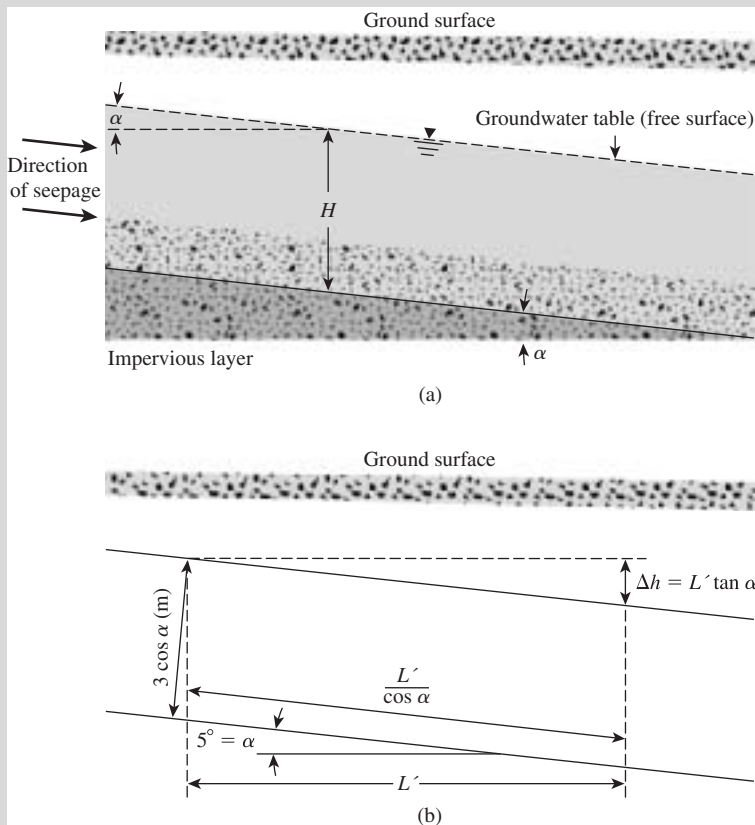 Ground surface
α
Groundwater table (free surface)
Direction
of seepage
H
Impervious layer
α
(a)
Ground surface
Δh = L′ tan α
3 cos α (m)
L′
cos α
5° = α
L′
(b)